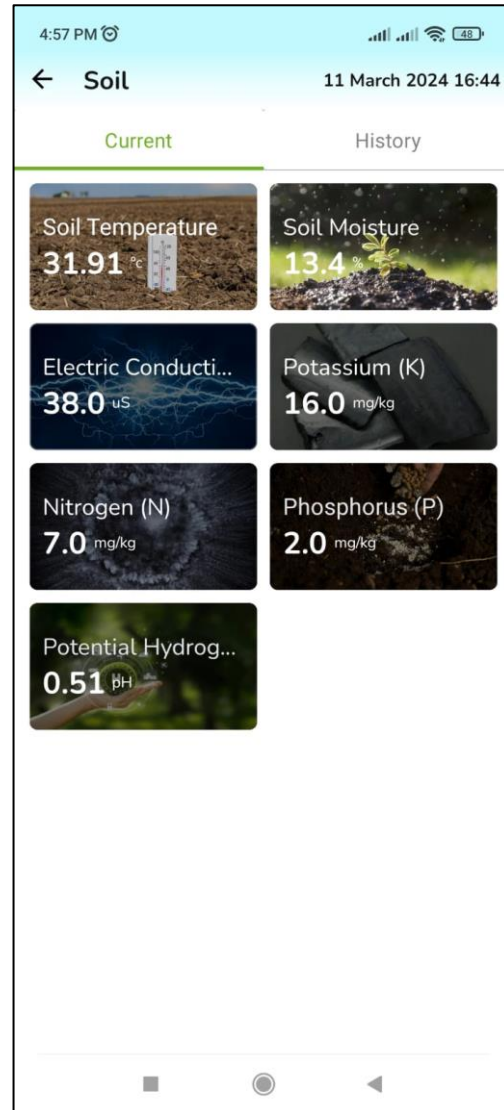 4:57 PM
48
Soil
11 March 2024 16:44
Current
History
Soil Temperature
31.91 °c
Soil Moisture
13.4 %
Electric Conducti...
38.0 uS
Potassium (K)
16.0 mg/kg
Nitrogen (N)
7.0 mg/kg
Phosphorus (P)
2.0 mg/kg
Potential Hydrog...
0.51 pH